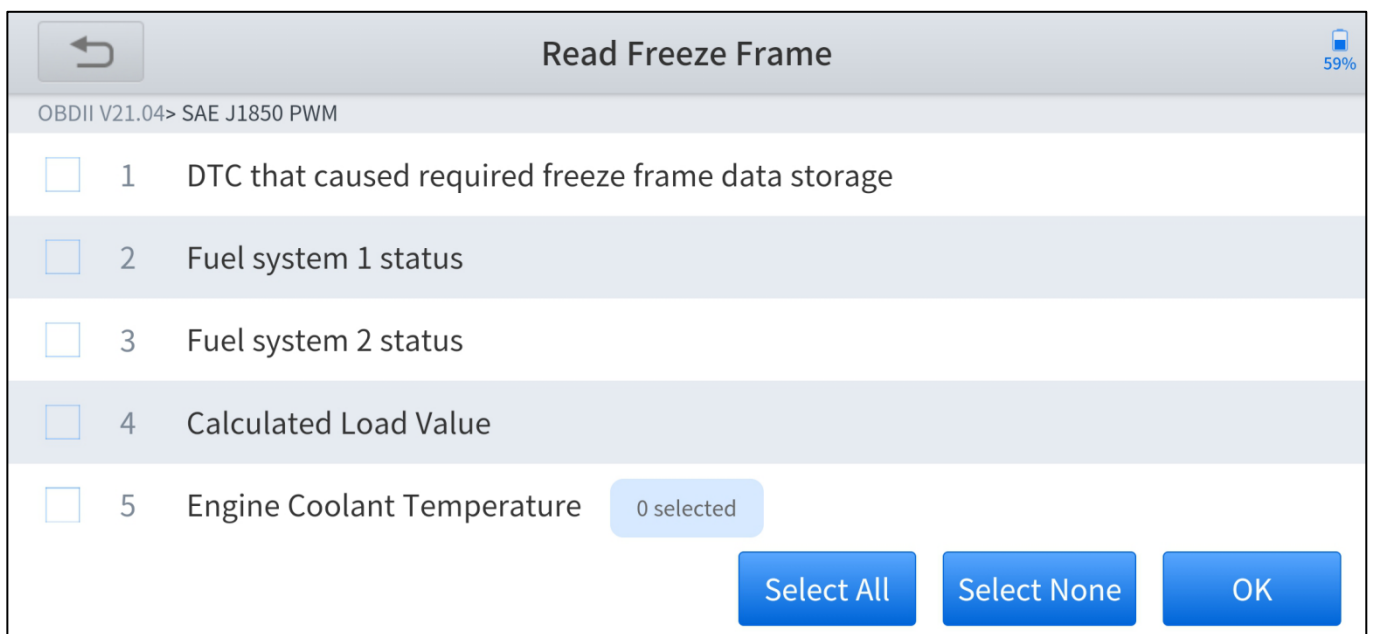 Read Freeze Frame
59%
OBDII V21.04> SAE J1850 PWM
1 DTC that caused required freeze frame data storage
2 Fuel system 1 status
3 Fuel system 2 status
4 Calculated Load Value
5 Engine Coolant Temperature 0 selected
Select All Select None OK